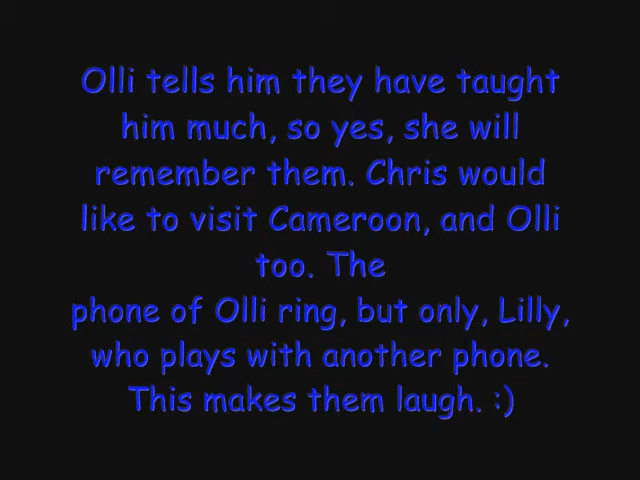 Olli tells him they have taught
him much, so yes, she will
remember them. Chris would
like to visit Cameroon, and Olli
too. The
phone of Olli ring, but only, Lilly,
who plays with another phone.
This makes them laugh. :)